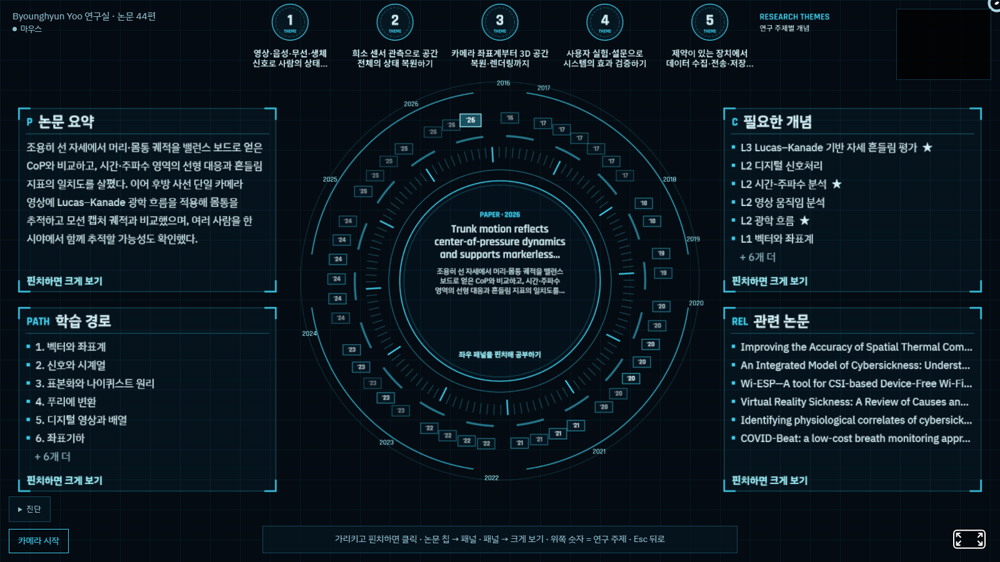 Byounghyun Yoo 연구실 · 논문 44편
마우스
1
THEME
영상·음성·무선·생체
신호로 사람의 상태...
2
THEME
희소 센서 관측으로 공간
전체의 상태 복원하기
3
THEME
카메라 좌표계부터 3D 공간
복원·렌더링까지
4
THEME
사용자 실험·설문으로
시스템의 효과 검증하기
5
THEME
제약이 있는 장치에서
데이터 수집·전송·저장...
RESEARCH THEMES
연구 주제별 개념
P 논문 요약
조용히 선 자세에서 머리·몸통 궤적을 밸런스 보드로 얻은
CoP와 비교하고, 시간·주파수 영역의 선형 대응과 흔들림
지표의 일치도를 살폈다. 이어 후방 사선 단일 카메라
영상에 Lucas–Kanade 광학 흐름을 적용해 몸통을
추적하고 모션 캡처 궤적과 비교했으며, 여러 사람을 한
시야에서 함께 추적할 가능성도 확인했다.
핀치하면 크게 보기
PATH 학습 경로
1. 벡터와 좌표계
2. 신호와 시계열
3. 표본화와 나이퀴스트 원리
4. 푸리에 변환
5. 디지털 영상과 배열
6. 좌표기하
+ 6개 더
핀치하면 크게 보기
2016
2017
2018
2019
2020
2021
2022
2023
2024
2025
2026
'16
'17
'17
'17
'17
'17
'17
'18
'18
'19
'19
'20
'20
'20
'20
'20
'20
'20
'21
'21
'21
'21
'22
'22
'22
'22
'23
'23
'23
'23
'23
'24
'24
'24
'24
'24
'24
'25
'25
'25
'25
'26
'26
'26
PAPER · 2026
Trunk motion reflects
center-of-pressure dynamics
and supports markerless...
조용히 선 자세에서 머리·몸통 궤적을 밸런스
보드로 얻은 CoP와 비교하고, 시간·주파수
영역의 선형 대응과 흔들림 지표의 일치도를...
좌우 패널을 핀치해 공부하기
C 필요한 개념
L3 Lucas–Kanade 기반 자세 흔들림 평가 ★
L2 디지털 신호처리
L2 시간-주파수 분석 ★
L2 영상 움직임 분석
L2 광학 흐름 ★
L1 벡터와 좌표계
+ 6개 더
핀치하면 크게 보기
REL 관련 논문
Improving the Accuracy of Spatial Thermal Com...
An Integrated Model of Cybersickness: Underst...
Wi-ESP—A tool for CSI-based Device-Free Wi-Fi...
Virtual Reality Sickness: A Review of Causes an...
Identifying physiological correlates of cybersick...
COVID-Beat: a low-cost breath monitoring appr...
핀치하면 크게 보기
▶ 진단
카메라 시작
가리키고 핀치하면 클릭 · 논문 칩 → 패널 · 패널 → 크게 보기 · 위쪽 숫자 = 연구 주제 · Esc 뒤로